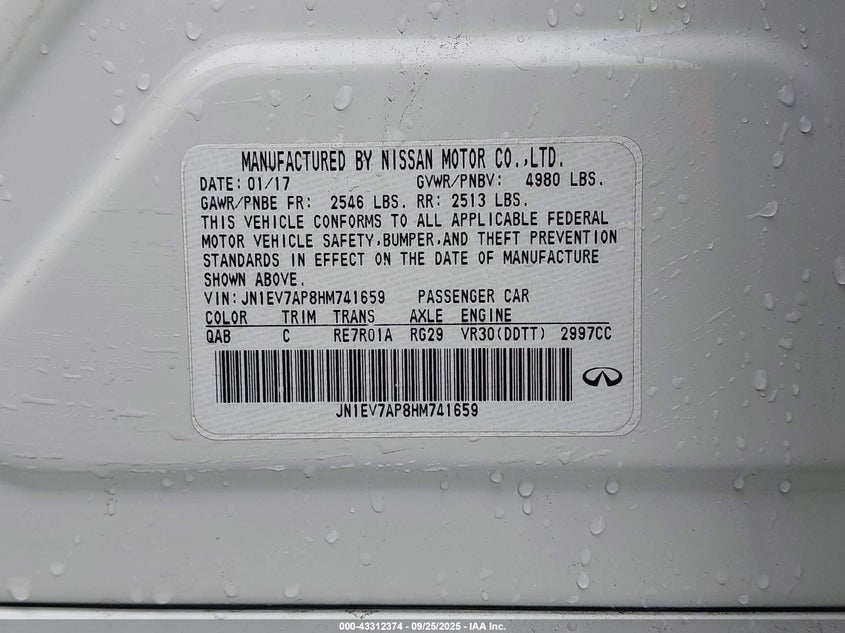 MANUFACTURED BY NISSAN MOTOR CO.,LTD.
DATE: 01/17 GVWR/PNBV: 4980 LBS.
GAWR/PNBE FR: 2546 LBS. RR: 2513 LBS.
THIS VEHICLE CONFORMS TO ALL APPLICABLE FEDERAL
MOTOR VEHICLE SAFETY,BUMPER,AND THEFT PREVENTION
STANDARDS IN EFFECT ON THE DATE OF MANUFACTURE
SHOWN ABOVE.
VIN:JN1EV7AP8HM741659 PASSENGER CAR
COLOR TRIM TRANS AXLE ENGINE
QAB C RE7R01A RG29 VR30(DDTT) 2997CC
JN1EV7AP8HM741659
000-43312374 - 09/25/2025 - IAA Inc.